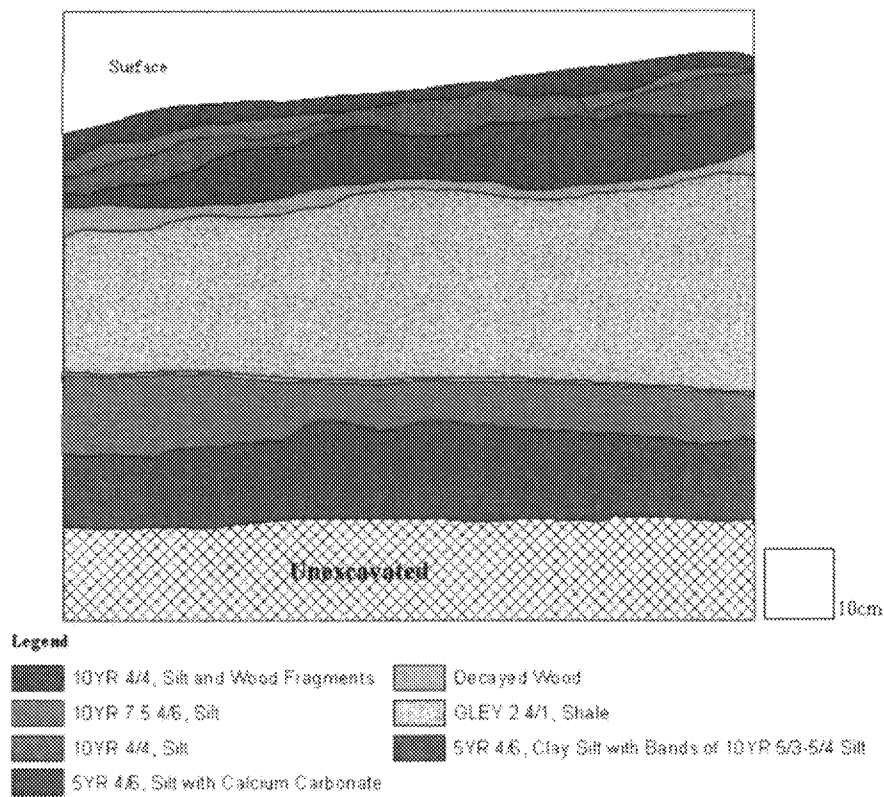 Surface
Unexcavated
10cm
Legend
10YR 4/4, Silt and Wood Fragments
Decayed Wood
10YR 7.5 4/6, Silt
GLEY 2 4/1, Shale
10YR 4/4, Silt
5YR 4/6, Clay Silt with Bands of 10YR 5/3-5/4 Silt
5YR 4/6, Silt with Calcium Carbonate